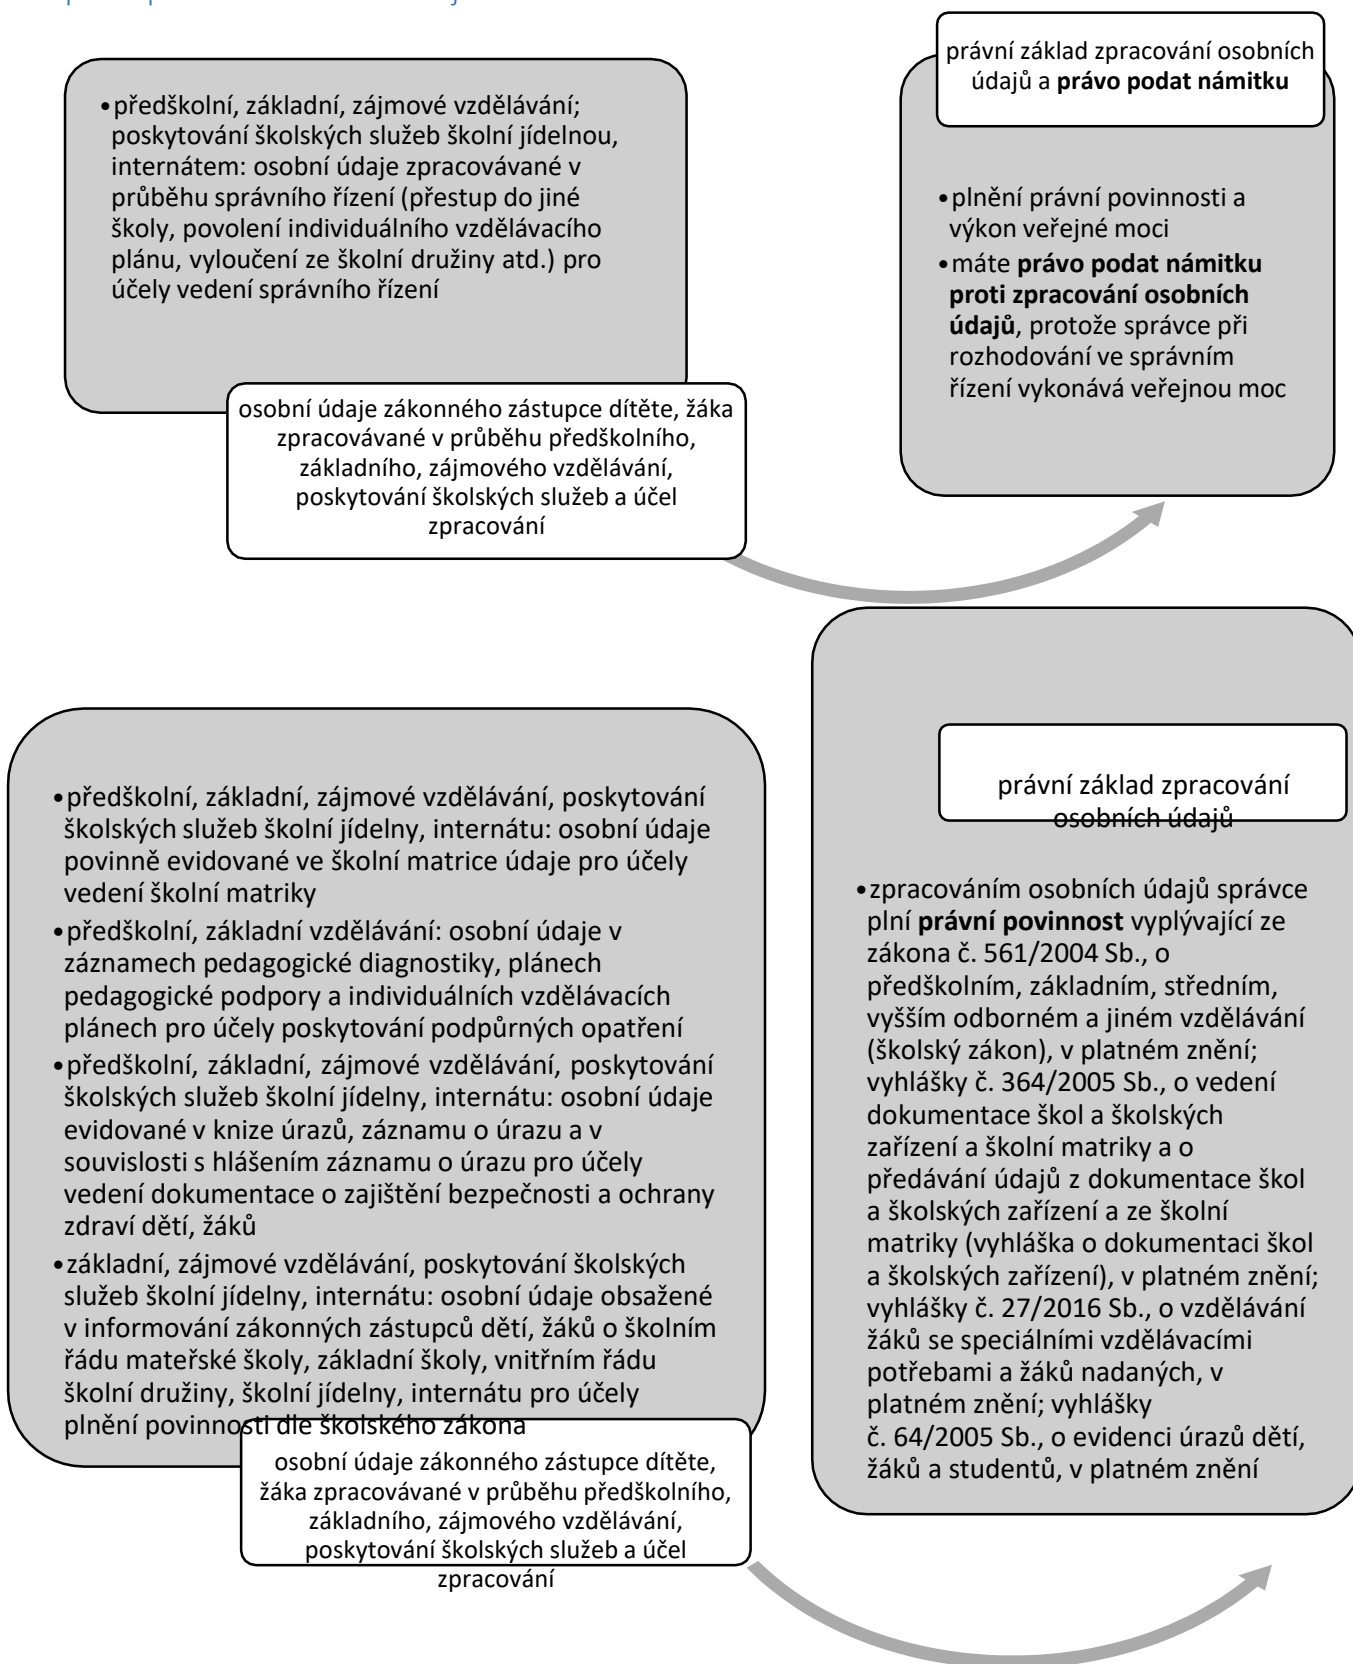 •předškolní, základní, zájmové vzdělávání;
poskytování školských služeb školní jídelnou,
internátem: osobní údaje zpracovávané v
průběhu správního řízení (přestup do jiné
školy, povolení individuálního vzdělávacího
plánu, vyloučení ze školní družiny atd.) pro
účely vedení správního řízení
osobní údaje zákonného zástupce dítěte, žáka
zpracovávané v průběhu předškolního,
základního, zájmového vzdělávání,
poskytování školských služeb a účel
zpracování
právní základ zpracování osobních
údajů a právo podat námitku
•plnění právní povinnosti a
výkon veřejné moci
•máte právo podat námitku
proti zpracování osobních
údajů, protože správce při
rozhodování ve správním
řízení vykonává veřejnou moc
•předškolní, základní, zájmové vzdělávání, poskytování
školských služeb školní jídelny, internátu: osobní údaje
povinně evidované ve školní matrice údaje pro účely
vedení školní matriky
•předškolní, základní vzdělávání: osobní údaje v
záznamech pedagogické diagnostiky, plánech
pedagogické podpory a individuálních vzdělávacích
plánech pro účely poskytování podpůrných opatření
•předškolní, základní, zájmové vzdělávání, poskytování
školských služeb školní jídelny, internátu: osobní údaje
evidované v knize úrazů, záznamu o úrazu a v
souvislosti s hlášením záznamu o úrazu pro účely
vedení dokumentace o zajištění bezpečnosti a ochrany
zdraví dětí, žáků
•základní, zájmové vzdělávání, poskytování školských
služeb školní jídelny, internátu: osobní údaje obsažené
v informování zákonných zástupců dětí, žáků o školním
řádu mateřské školy, základní školy, vnitřním řádu
školní družiny, školní jídelny, internátu pro účely
plnění povinnosti dle školského zákona
osobní údaje zákonného zástupce dítěte,
žáka zpracovávané v průběhu předškolního,
základního, zájmového vzdělávání,
poskytování školských služeb a účel
zpracování
právní základ zpracování
osobních údajů
•zpracováním osobních údajů správce
plní právní povinnost vyplývající ze
zákona č. 561/2004 Sb., o
předškolním, základním, středním,
vyšším odborném a jiném vzdělávání
(školský zákon), v platném znění;
vyhlášky č. 364/2005 Sb., o vedení
dokumentace škol a školských
zařízení a školní matriky a o
předávání údajů z dokumentace škol
a školských zařízení a ze školní
matriky (vyhláška o dokumentaci škol
a školských zařízení), v platném znění;
vyhlášky č. 27/2016 Sb., o vzdělávání
žáků se speciálními vzdělávacími
potřebami a žáků nadaných, v
platném znění; vyhlášky
č. 64/2005 Sb., o evidenci úrazů dětí,
žáků a studentů, v platném znění